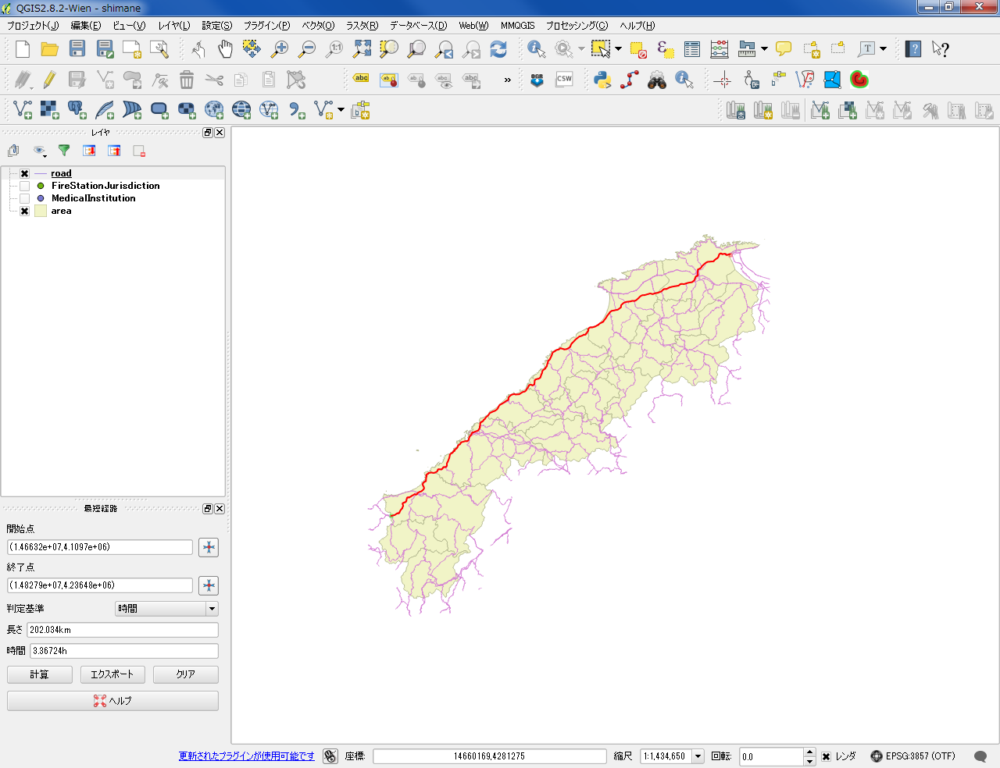 QGIS2.8.2-Wien - shimane
プロジェクト(J) 編集(E) ビュー(V) レイヤ(L) 設定(S) プラグイン(P) ベクタ(O) ラスタ(R) データベース(D) Web(W) MMQGIS プロセッシング(C) ヘルプ(H)
1:1
T
?
?
abc
ab
ab
abc
abc
»
OGR
CSW
レイヤ
road
FireStationJurisdiction
MedicalInstitution
area
最短経路
開始点
(1.46632e+07,4.1097e+06)
終了点
(1.48279e+07,4.23648e+06)
判定基準 時間
長さ 202.034km
時間 3.36724h
計算 エクスポート クリア
ヘルプ
更新されたプラグインが使用可能です 座標: 14660169,4281275 縮尺 1:1,434,650 回転: 0.0 レンダ EPSG:3857 (OTF)